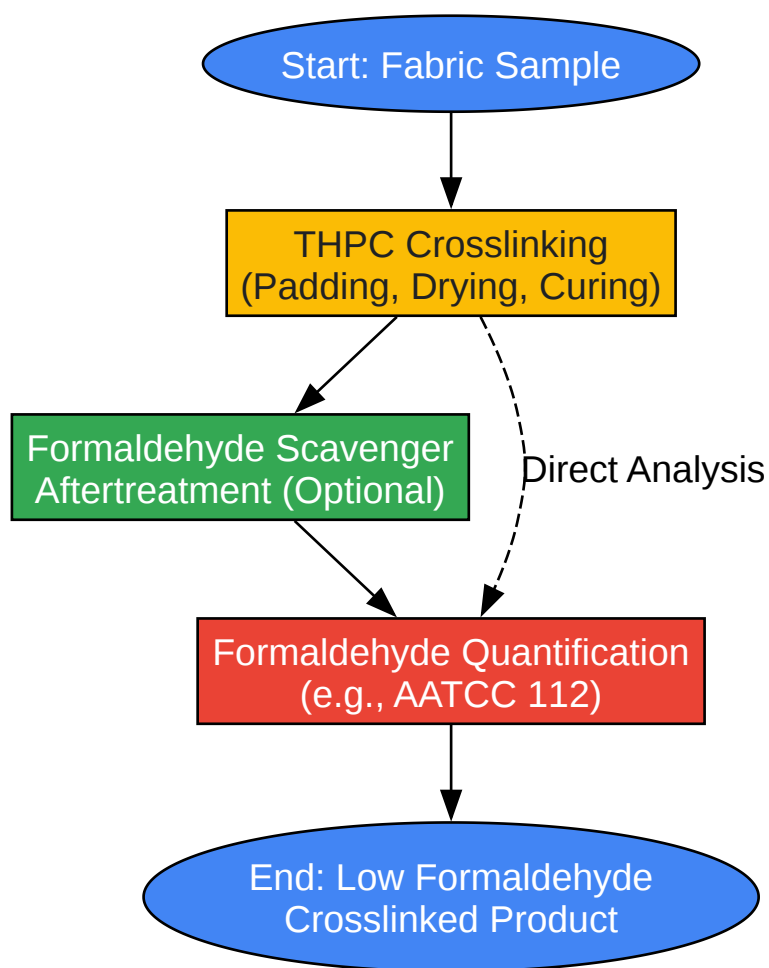 Start: Fabric Sample
THPC Crosslinking
(Padding, Drying, Curing)
Formaldehyde Scavenger
Aftertreatment (Optional)
Direct Analysis
Formaldehyde Quantification
(e.g., AATCC 112)
End: Low Formaldehyde
Crosslinked Product